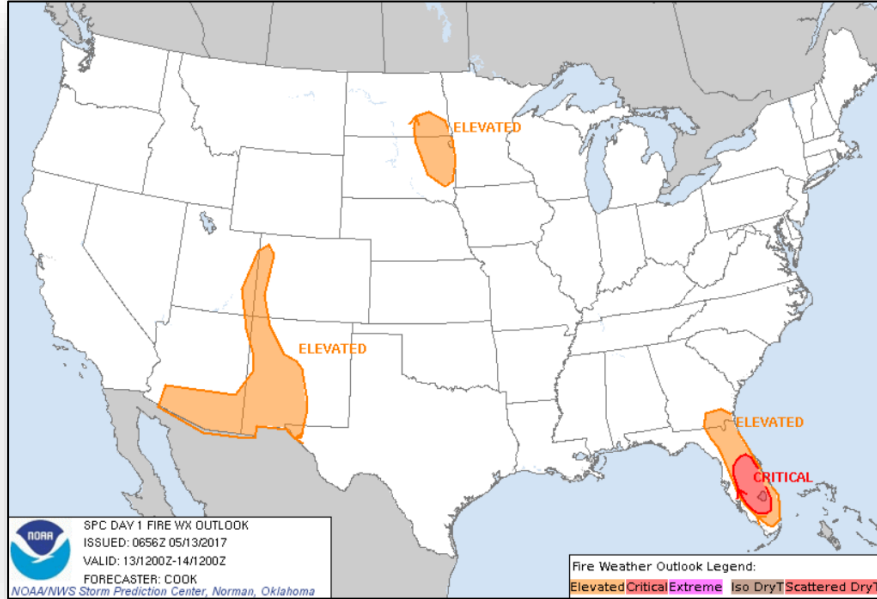 ELEVATED
ELEVATED
ELEVATED
CRITICAL
NOAA
SPC DAY 1 FIRE WX OUTLOOK
ISSUED: 0656Z 05/13/2017
VALID: 13/1200Z-14/1200Z
FORECASTER: COOK
NOAA/NWS Storm Prediction Center, Norman, Oklahoma
Fire Weather Outlook Legend:
Elevated Critical Extreme Iso DryT Scattered DryT